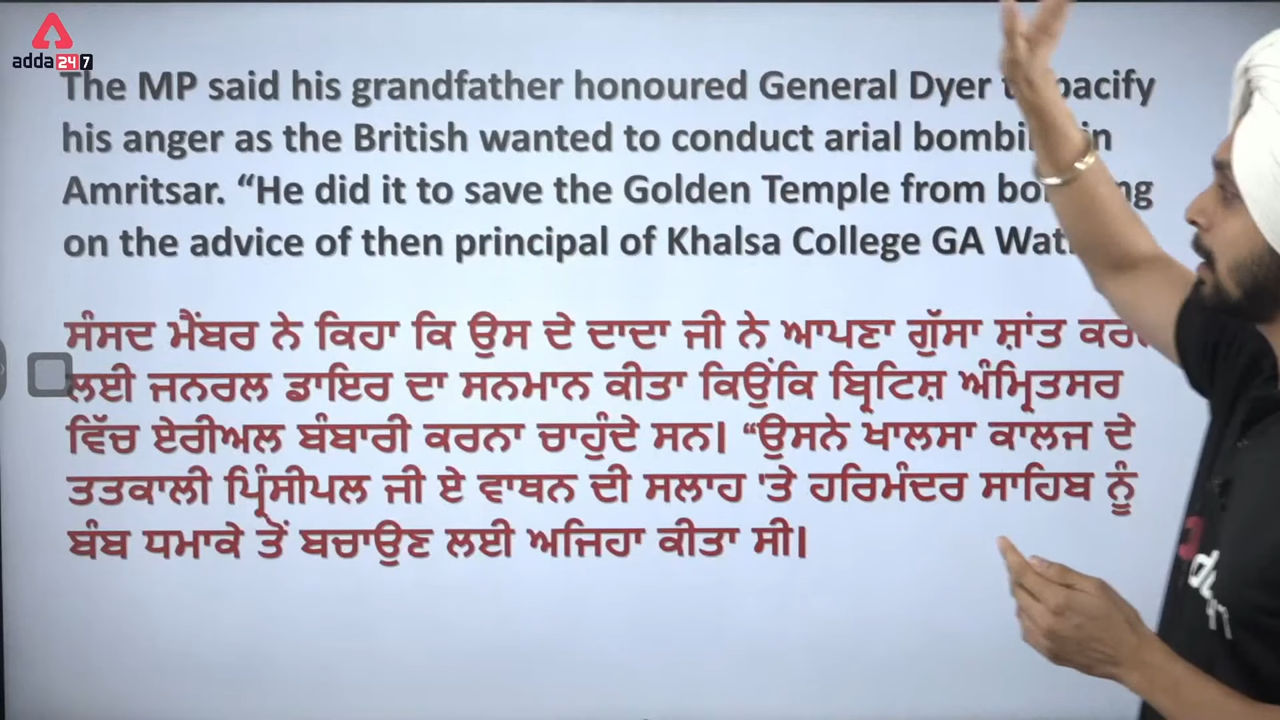 adda247
The MP said his grandfather honoured General Dyer pacify
his anger as the British wanted to conduct arial in
Amritsar. “He did it to save the Golden Temple from
on the advice of then principal of Khalsa College GA
ਸੰਸਦ ਮੈਂਬਰ ਨੇ ਕਿਹਾ ਕਿ ਉਸ ਦੇ ਦਾਦਾ ਜੀ ਨੇ ਆਪਣਾ ਗੁੱਸਾ ਸ਼ਾਂਤ
ਲਈ ਜਨਰਲ ਡਾਇਰ ਦਾ ਸਨਮਾਨ ਕੀਤਾ ਕਿਉਂਕਿ ਬ੍ਰਿਟਿਸ਼ ਅੰਮ੍ਰਿਤਸਰ
ਵਿੱਚ ਏਰੀਅਲ ਬੰਬਾਰੀ ਕਰਨਾ ਚਾਹੁੰਦੇ ਸਨ। “ਉਸਨੇ ਖਾਲਸਾ ਕਾਲਜ ਦੇ
ਤਤਕਾਲੀ ਪ੍ਰਿੰਸੀਪਲ ਜੀ ਏ ਵਾਥਨ ਦੀ ਸਲਾਹ 'ਤੇ ਹਰਿਮੰਦਰ ਸਾਹਿਬ ਨੂੰ
ਬੰਬ ਧਮਾਕੇ ਤੋਂ ਬਚਾਉਣ ਲਈ ਅਜਿਹਾ ਕੀਤਾ ਸੀ।